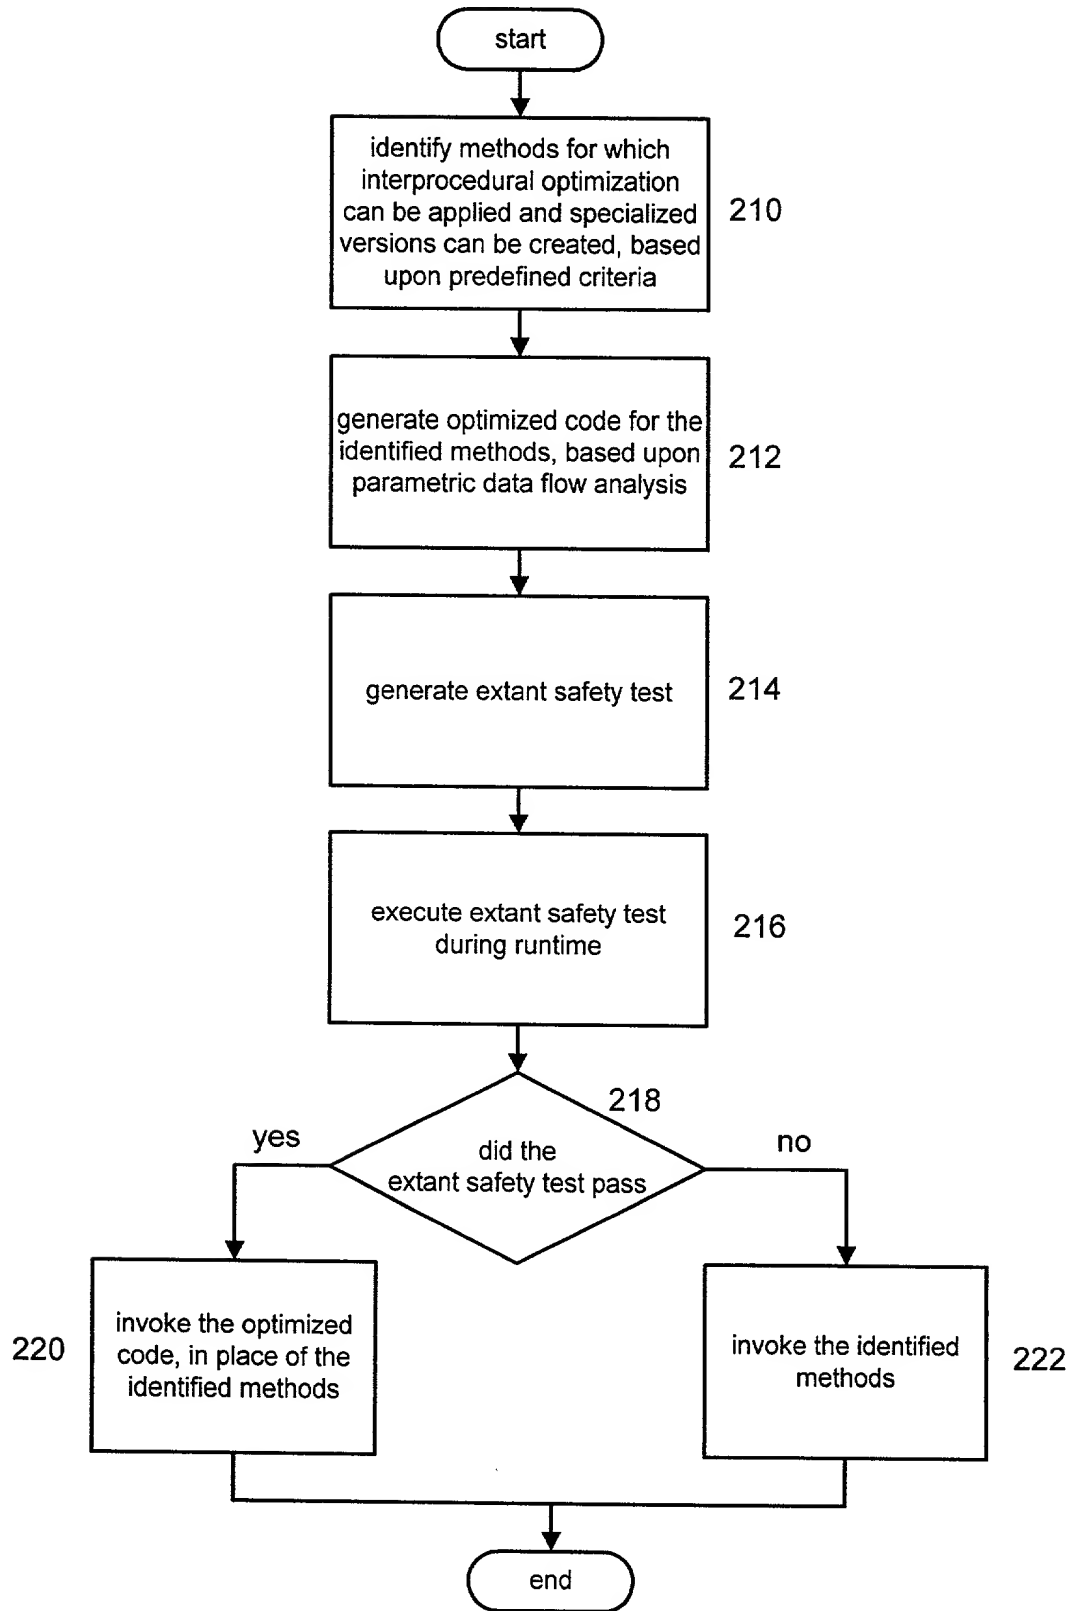 start
identify methods for which
interprocedural optimization
can be applied and specialized
versions can be created, based
upon predefined criteria
210
generate optimized code for the
identified methods, based upon
parametric data flow analysis
212
generate extant safety test
214
execute extant safety test
during runtime
216
218
did the
extant safety test pass
yes
no
220
invoke the optimized
code, in place of the
identified methods
invoke the identified
methods
222
end